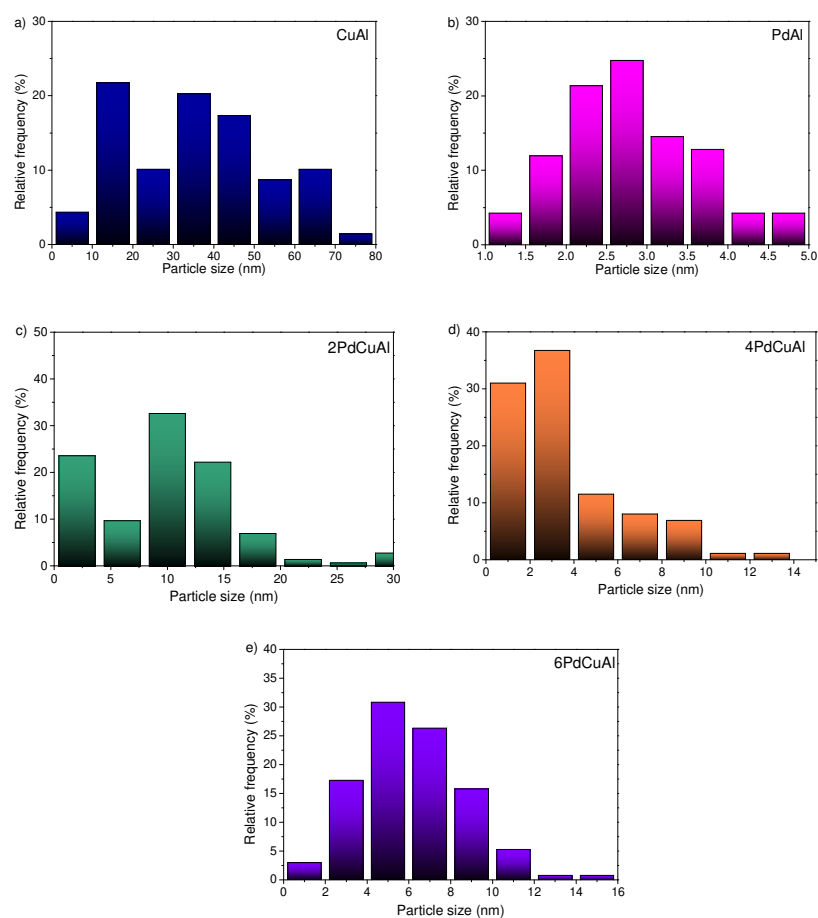 a)
CuAl
Relative frequency (%)
30
20
10
0
0 10 20 30 40 50 60 70 80
Particle size (nm)
b)
PdAl
Relative frequency (%)
30
20
10
0
1.0 1.5 2.0 2.5 3.0 3.5 4.0 4.5 5.0
Particle size (nm)
c)
2PdCuAl
Relative frequency (%)
50
40
30
20
10
0
0 5 10 15 20 25 30
Particle size (nm)
d)
4PdCuAl
Relative frequency (%)
40
30
20
10
0
0 2 4 6 8 10 12 14
Particle size (nm)
e)
6PdCuAl
Relative frequency (%)
40
35
30
25
20
15
10
5
0
0 2 4 6 8 10 12 14 16
Particle size (nm)